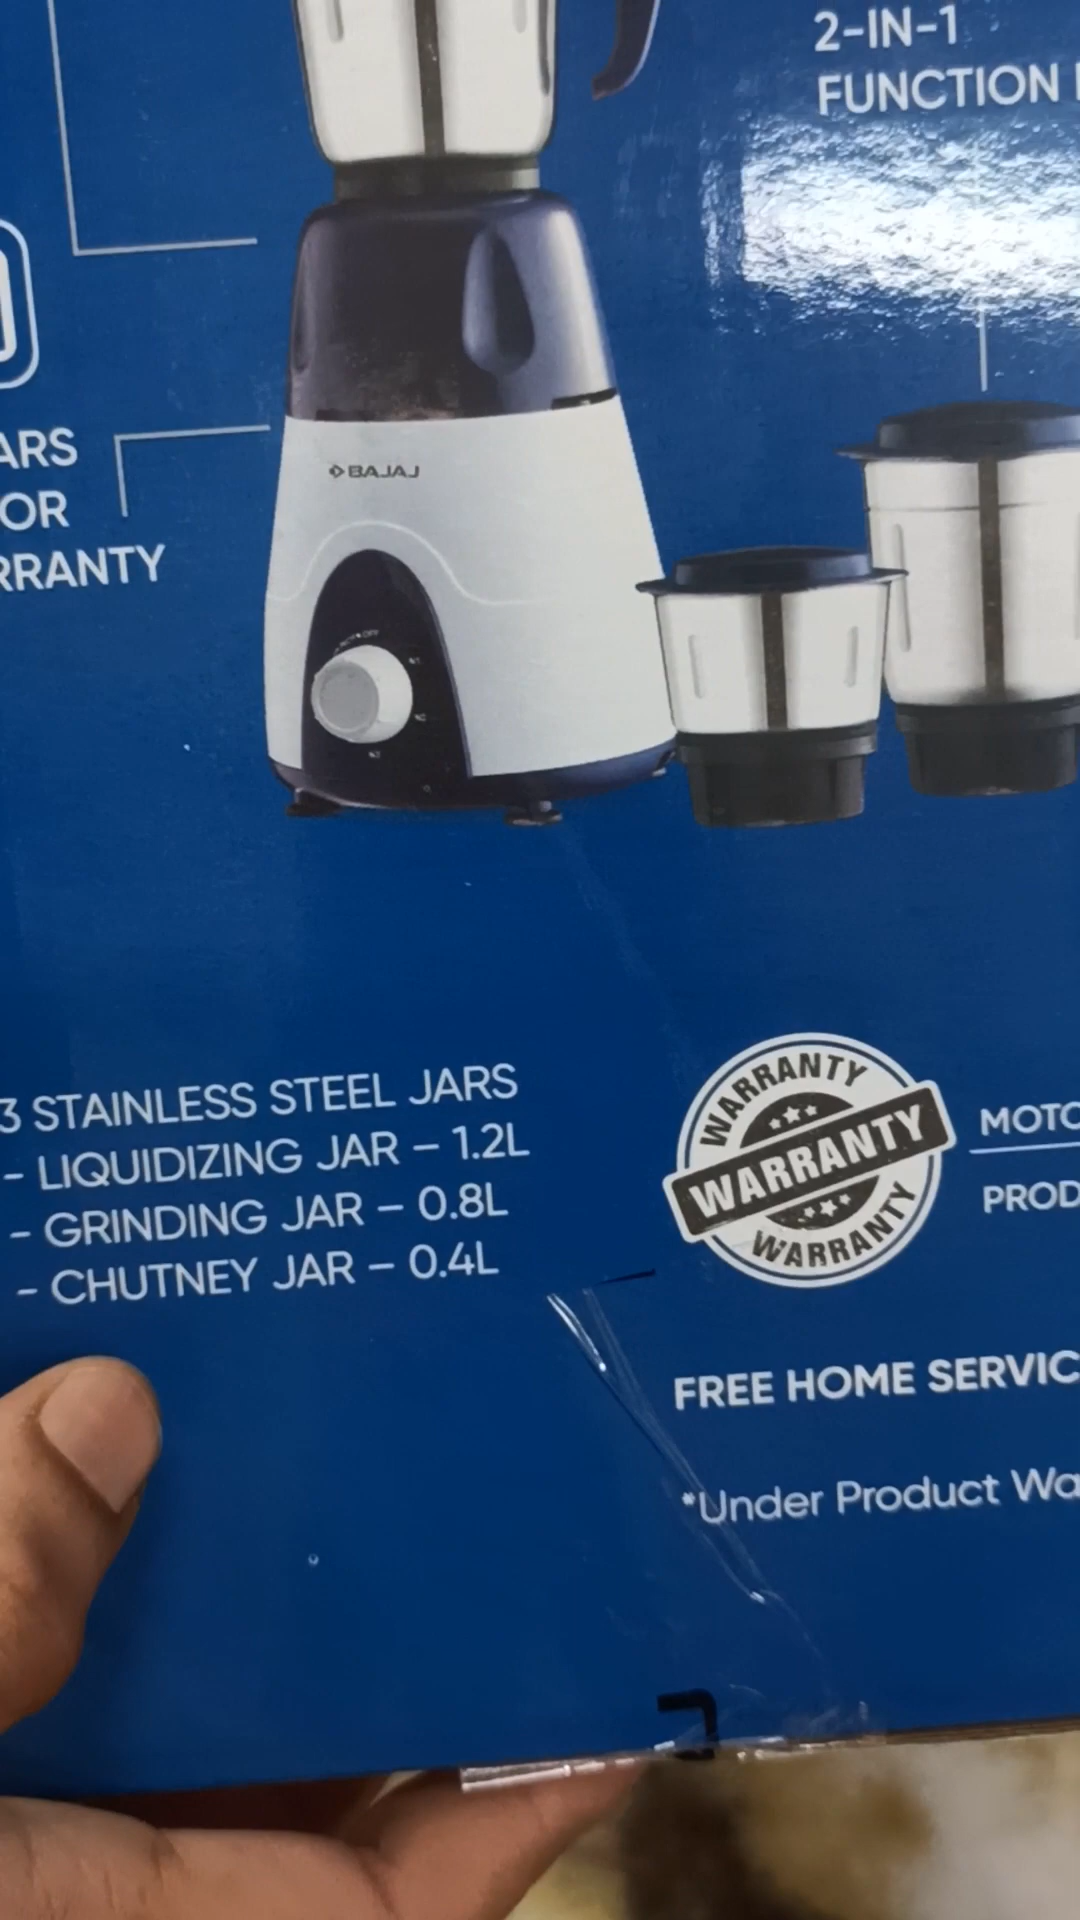 2-IN-1
FUNCTION
ARS
OR
RRANTY
BAJAJ
3 STAINLESS STEEL JARS
- LIQUIDIZING JAR – 1.2L
- GRINDING JAR – 0.8L
- CHUTNEY JAR – 0.4L
WARRANTY
WARRANTY
WARRANTY
MOTO
PROD
FREE HOME SERVIC
*Under Product Wa